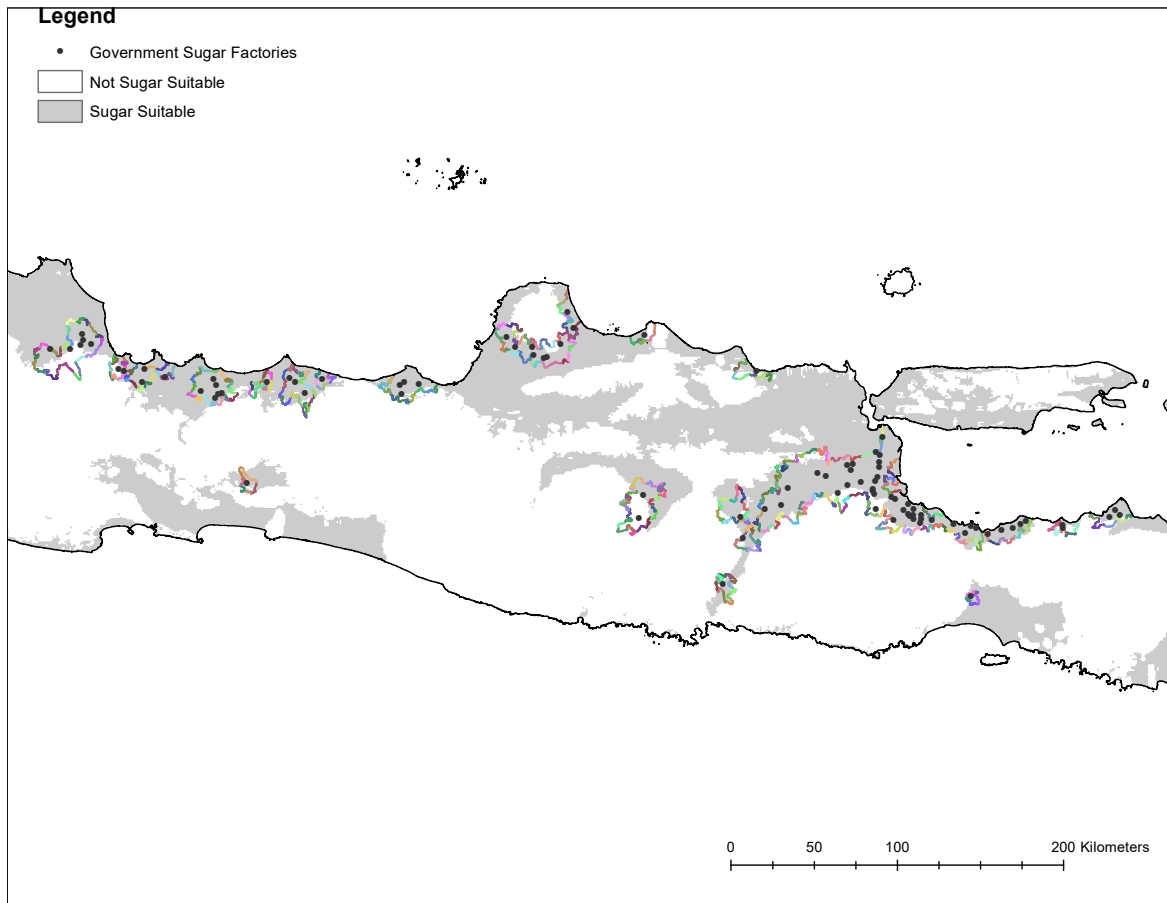 Legend
Government Sugar Factories
Not Sugar Suitable
Sugar Suitable
0 50 100 200 Kilometers